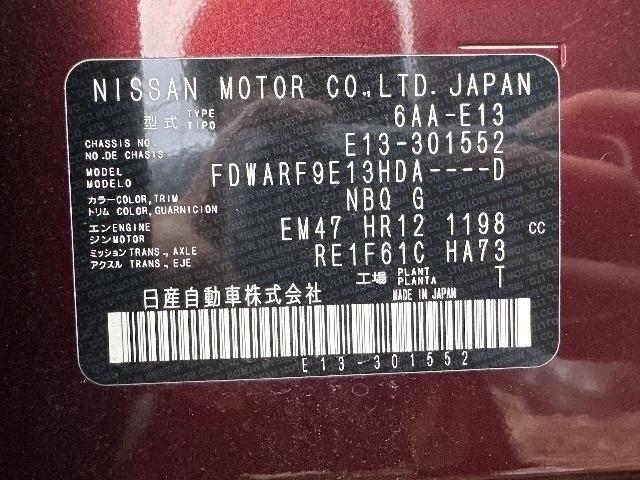 NISSAN MOTOR CO.,LTD. JAPAN
型式 TYPE TIPO 6AA-E13
CHASSIS NO. NO.DE CHASIS E13-301552
MODEL MODELO FDWARF9E13HDA----D
カラー COLOR,TRIM トリム COLOR,GUARNICION NBQ G
エンジン ENGINE MOTOR EM47 HR12 1198 cc
ミッション TRANS.,AXLE アクスル TRANS.,EJE RE1F61C HA73
工場 PLANT PLANTA T
日産自動車株式会社 MADE IN JAPAN
E13-301552